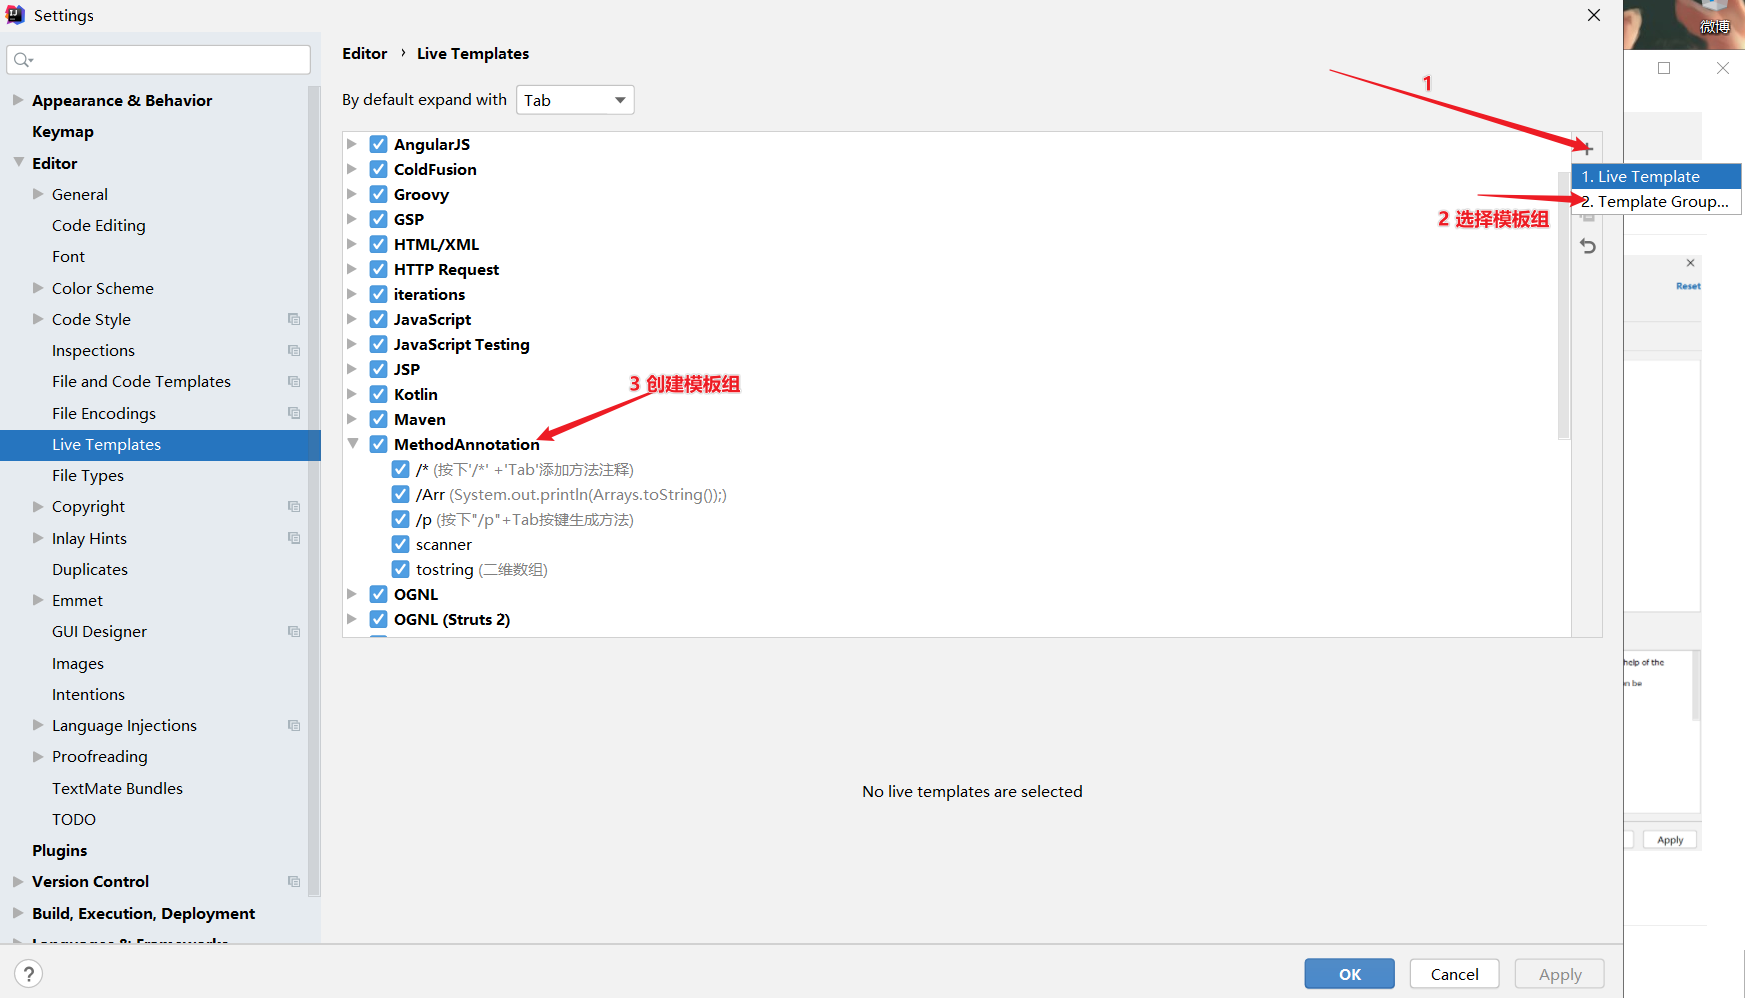 Settings
微博
Editor › Live Templates
By default expand with Tab
1
Appearance & Behavior
Keymap
Editor
General
Code Editing
Font
Color Scheme
Code Style
Inspections
File and Code Templates
File Encodings
Live Templates
File Types
Copyright
Inlay Hints
Duplicates
Emmet
GUI Designer
Images
Intentions
Language Injections
Proofreading
TextMate Bundles
TODO
Plugins
Version Control
Build, Execution, Deployment
Languages & Frameworks
AngularJS
ColdFusion
Groovy
GSP
HTML/XML
HTTP Request
iterations
JavaScript
JavaScript Testing
JSP
Kotlin
Maven
MethodAnnotation
/* (按下'/*' +'Tab'添加方法注释)
/Arr (System.out.println(Arrays.toString());)
/p (按下"/p"+Tab按键生成方法)
scanner
tostring (二维数组)
OGNL
OGNL (Struts 2)
3 创建模板组
1. Live Template
2. Template Group...
2 选择模板组
Reset
help of the
be
Apply
No live templates are selected
?
OK
Cancel
Apply